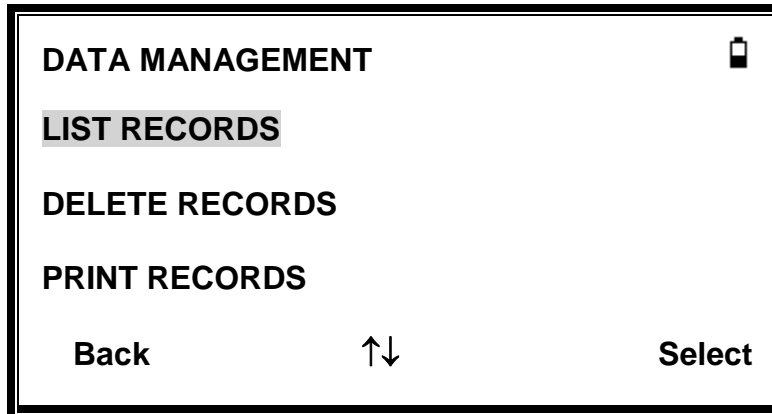 DATA MANAGEMENT
LIST RECORDS
DELETE RECORDS
PRINT RECORDS
Back ↑↓ Select